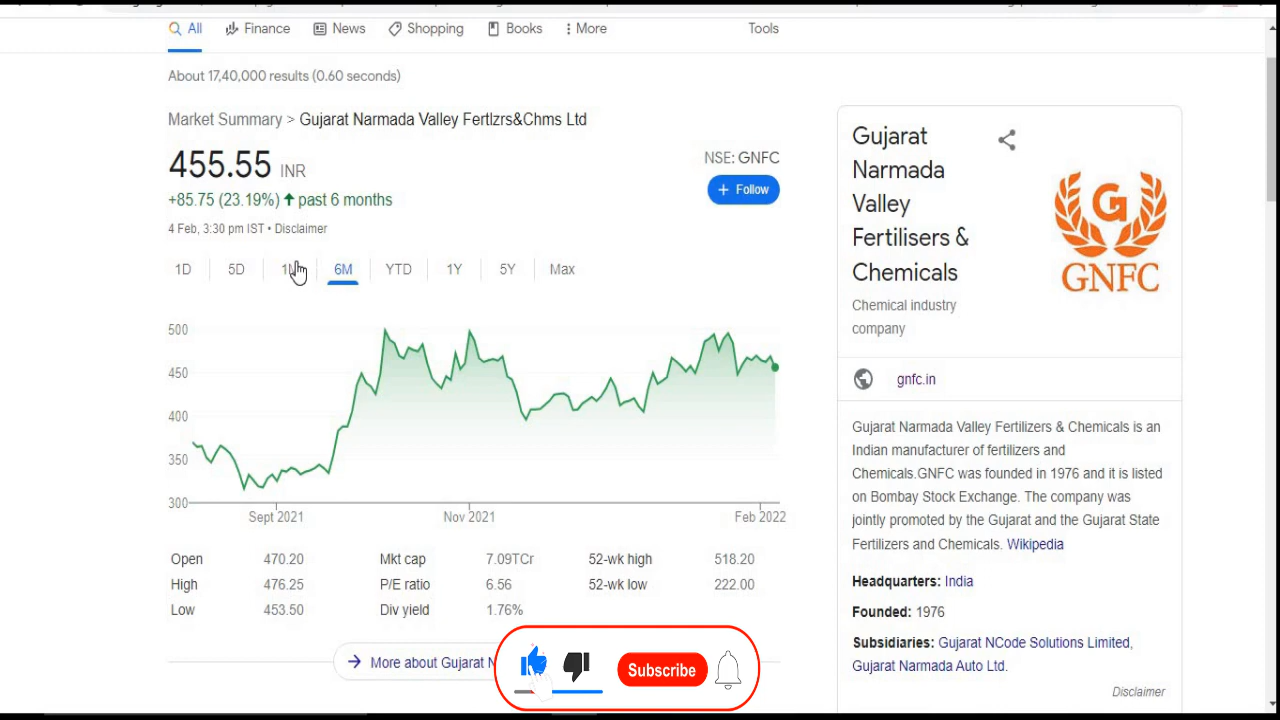 All
Finance
News
Shopping
Books
More
Tools
About 17,40,000 results (0.60 seconds)
Market Summary > Gujarat Narmada Valley Fertlzrs&Chms Ltd
455.55 INR
NSE: GNFC
+ Follow
+85.75 (23.19%) ↑ past 6 months
4 Feb, 3:30 pm IST • Disclaimer
1D 5D 6M YTD 1Y 5Y Max
500
450
400
350
300
Sept 2021 Nov 2021 Feb 2022
Open 470.20 Mkt cap 7.09TCr 52-wk high 518.20
High 476.25 P/E ratio 6.56 52-wk low 222.00
Low 453.50 Div yield 1.76%
More about Gujarat
Subscribe
Gujarat
Narmada
Valley
Fertilisers &
Chemicals
Chemical industry
company
G
GNFC
gnfc.in
Gujarat Narmada Valley Fertilizers & Chemicals is an
Indian manufacturer of fertilizers and
Chemicals.GNFC was founded in 1976 and it is listed
on Bombay Stock Exchange. The company was
jointly promoted by the Gujarat and the Gujarat State
Fertilizers and Chemicals. Wikipedia
Headquarters: India
Founded: 1976
Subsidiaries: Gujarat NCode Solutions Limited,
Gujarat Narmada Auto Ltd.
Disclaimer